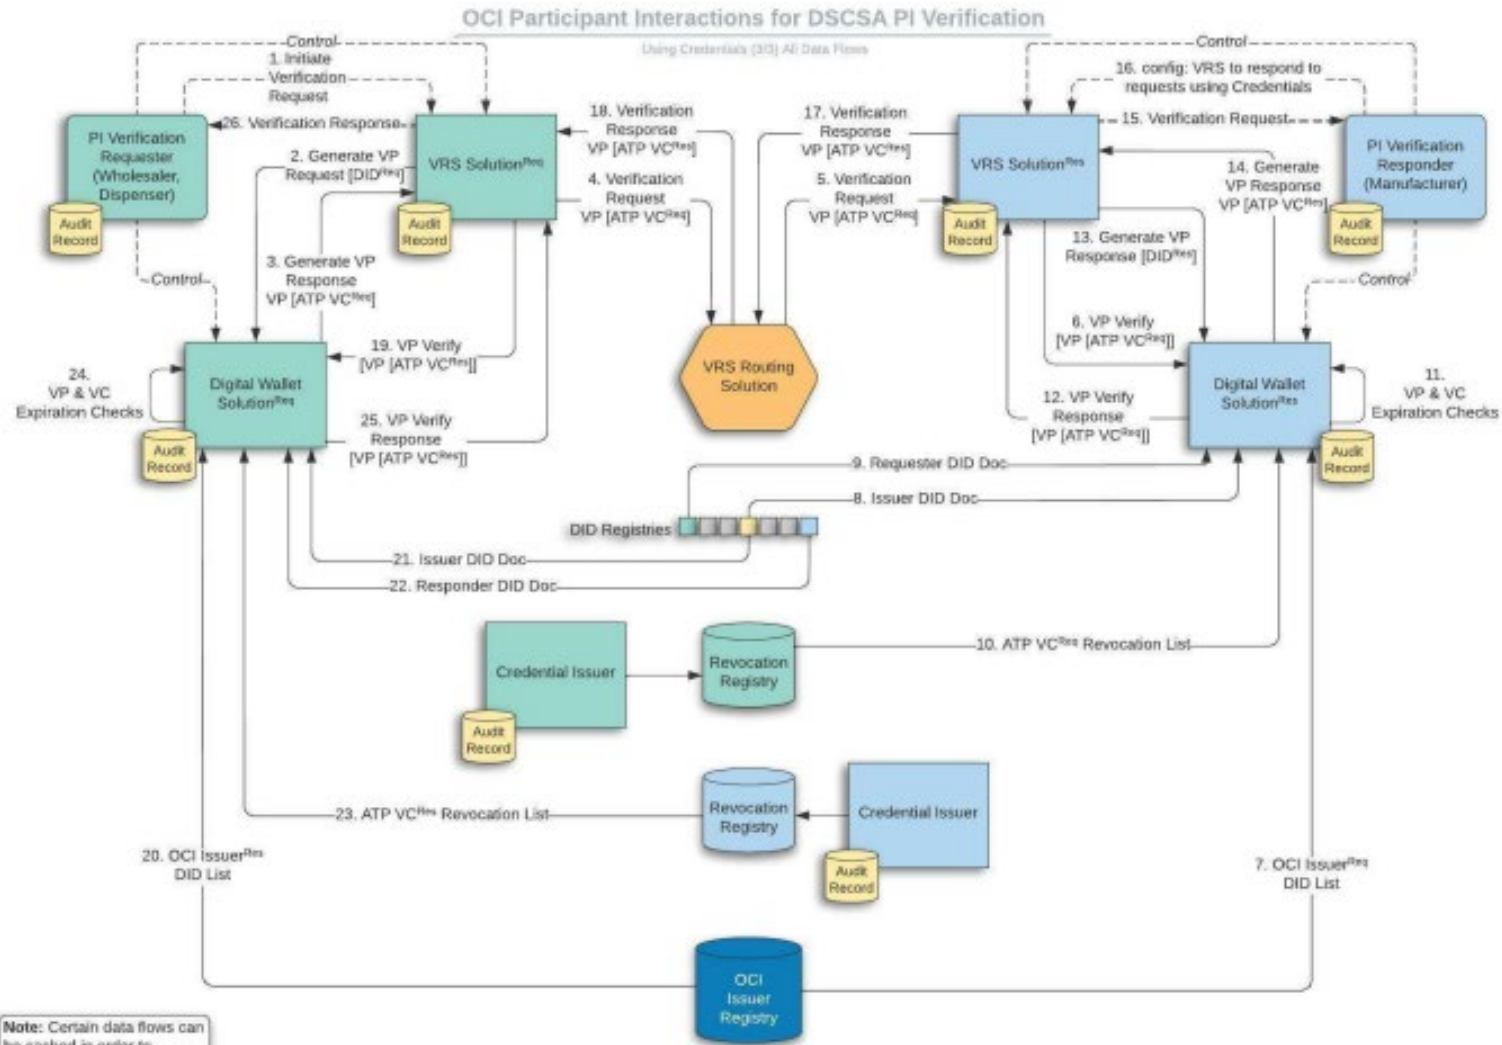 OCI Participant Interactions for DSCSA PI Verification
Using Credentials (3/3) All Data Flows
Control
1. Initiate
Verification
Request
26. Verification Response
PI Verification
Requester
(Wholesaler,
Dispenser)
Audit
Record
2. Generate VP
Request [DIDReq]
VRS SolutionReq
Audit
Record
3. Generate VP
Response
VP [ATP VCReq]
Control
18. Verification
Response
VP [ATP VCRes]
4. Verification
Request
VP [ATP VCReq]
17. Verification
Response
VP [ATP VCRes]
5. Verification
Request
VP [ATP VCReq]
Control
16. config: VRS to respond to
requests using Credentials
15. Verification Request
VRS SolutionRes
Audit
Record
PI Verification
Responder
(Manufacturer)
Audit
Record
14. Generate
VP Response
VP [ATP VCRes]
13. Generate VP
Response [DIDRes]
Control
24.
VP & VC
Expiration Checks
Digital Wallet
SolutionReq
Audit
Record
19. VP Verify
[VP [ATP VCRes]]
25. VP Verify
Response
[VP [ATP VCRes]]
VRS Routing
Solution
6. VP Verify
[VP [ATP VCReq]]
12. VP Verify
Response
[VP [ATP VCReq]]
Digital Wallet
SolutionRes
Audit
Record
11.
VP & VC
Expiration Checks
9. Requester DID Doc
8. Issuer DID Doc
DID Registries
21. Issuer DID Doc
22. Responder DID Doc
Credential Issuer
Audit
Record
Revocation
Registry
10. ATP VCReq Revocation List
23. ATP VCRes Revocation List
Revocation
Registry
Credential Issuer
Audit
Record
20. OCI IssuerRes
DID List
7. OCI IssuerReq
DID List
OCI
Issuer
Registry
Note: Certain data flows can
be cached in order to